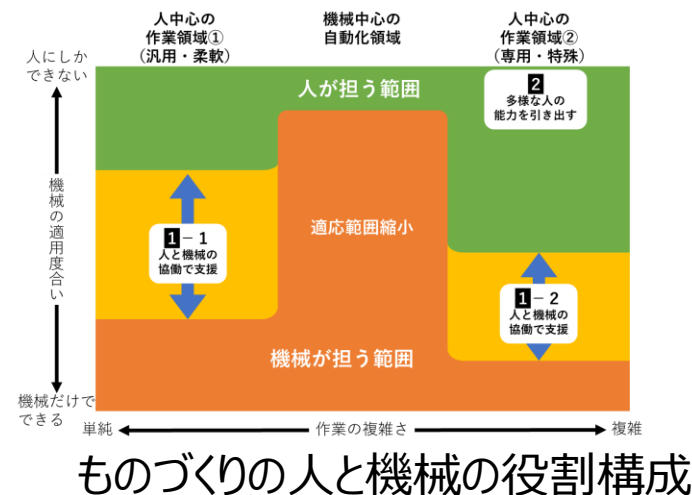 人中心の
作業領域①
（汎用・柔軟）
機械中心の
自動化領域
人中心の
作業領域②
（専用・特殊）
人にしか
できない
人が担う範囲
2
多様な人の
能力を引き出す
機械の適用度合い
適応範囲縮小
1－1
人と機械の
協働で支援
1－2
人と機械の
協働で支援
機械が担う範囲
機械だけで
できる
単純
作業の複雑さ
複雑
ものづくりの人と機械の役割構成